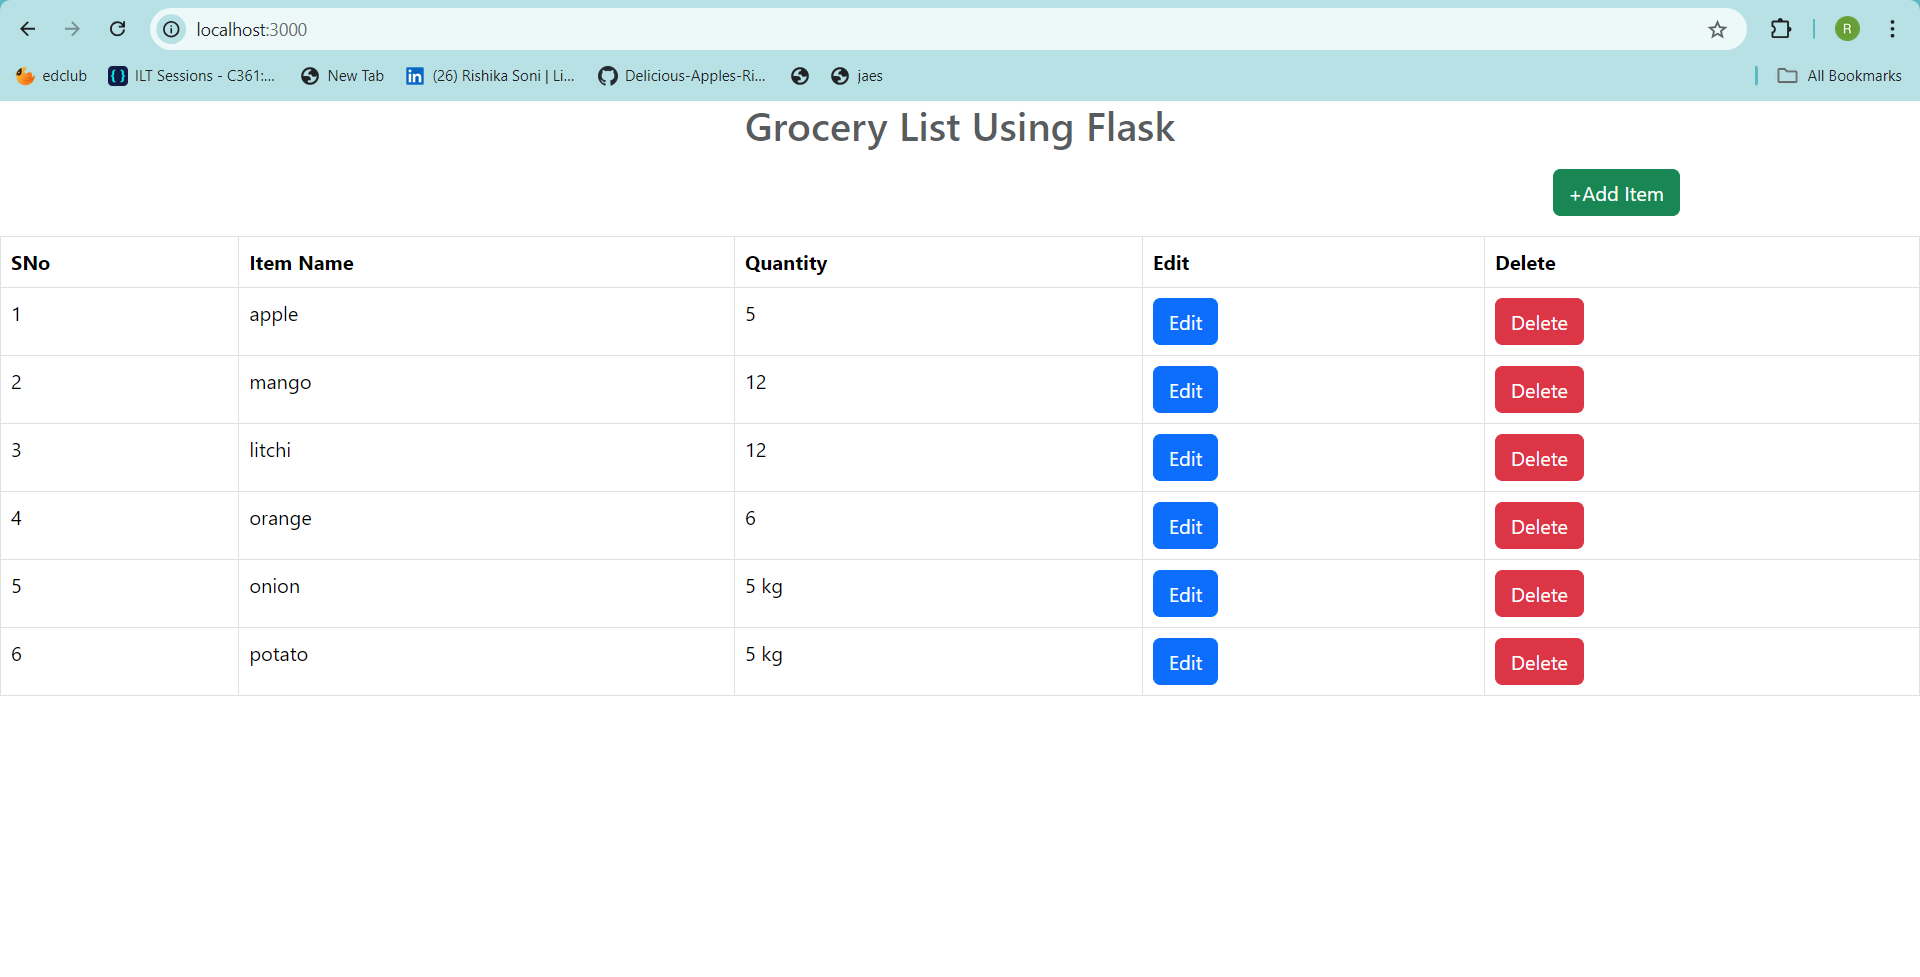 localhost:3000
R
edclub ILT Sessions - C361:... New Tab (26) Rishika Soni | Li... Delicious-Apples-Ri... jaes All Bookmarks
Grocery List Using Flask
+Add Item
SNo Item Name Quantity Edit Delete
1 apple 5 Edit Delete
2 mango 12 Edit Delete
3 litchi 12 Edit Delete
4 orange 6 Edit Delete
5 onion 5 kg Edit Delete
6 potato 5 kg Edit Delete